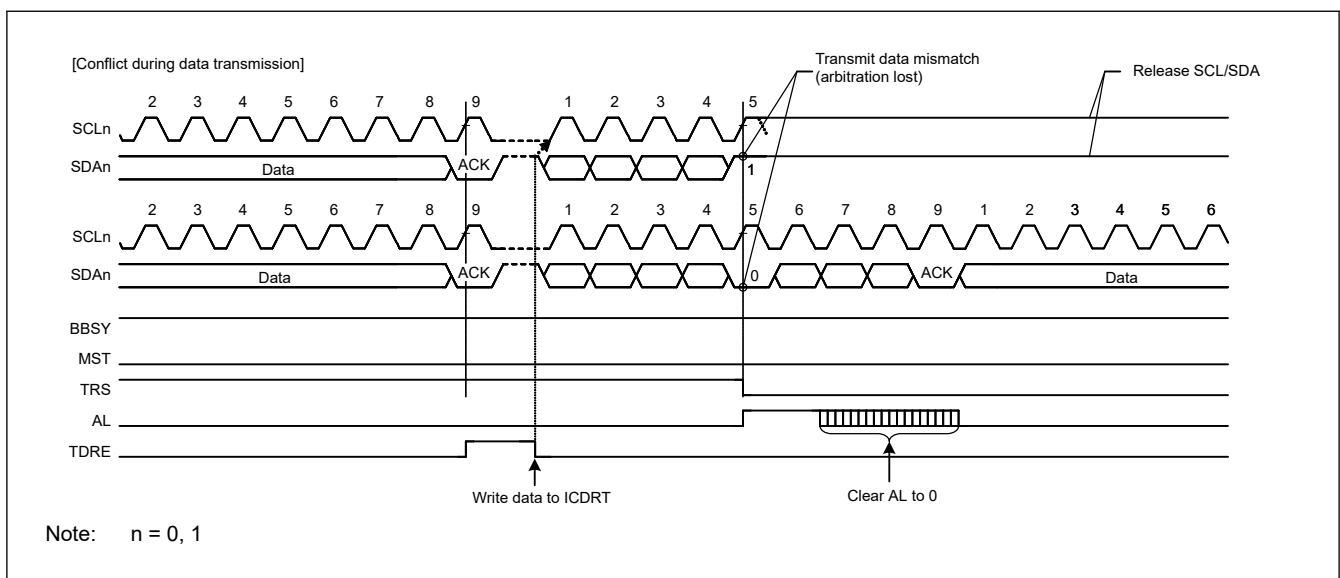 [Conflict during data transmission]
Transmit data mismatch
(arbitration lost)
Release SCL/SDA
2 3 4 5 6 7 8 9 1 2 3 4 5
SCLn
SDAn Data ACK 1
2 3 4 5 6 7 8 9 1 2 3 4 5 6 7 8 9 1 2 3 4 5 6
SCLn
SDAn Data ACK 0 ACK Data
BBSY
MST
TRS
AL
TDRE
Write data to ICDRT Clear AL to 0
Note: n = 0, 1